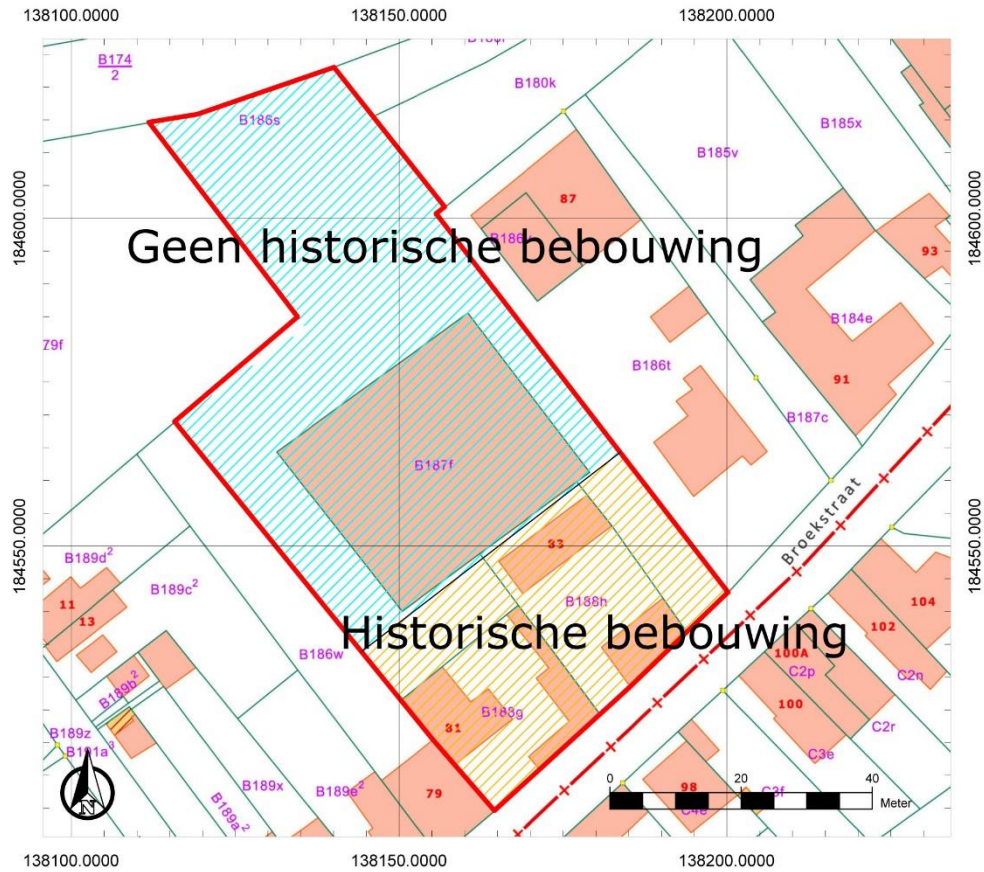 138100.0000 138150.0000 138200.0000
B174
2
B180k
B185s
B185x
B185v
87
184600.0000
184600.0000
Geen historische bebouwing
93
B184e
79f
B186t
91
B187c
B187f
Broekstraat
184550.0000
184550.0000
B189d²
B189c²
11
13
B188h
104
102
Historische bebouwing
B186w
100A
C2p
C2n
B189b²
100
81
C2r
B189z
C3e
B189x
B189e²
79
98
C3f
B189a²
0 20 40
Meter
N
138100.0000 138150.0000 138200.0000